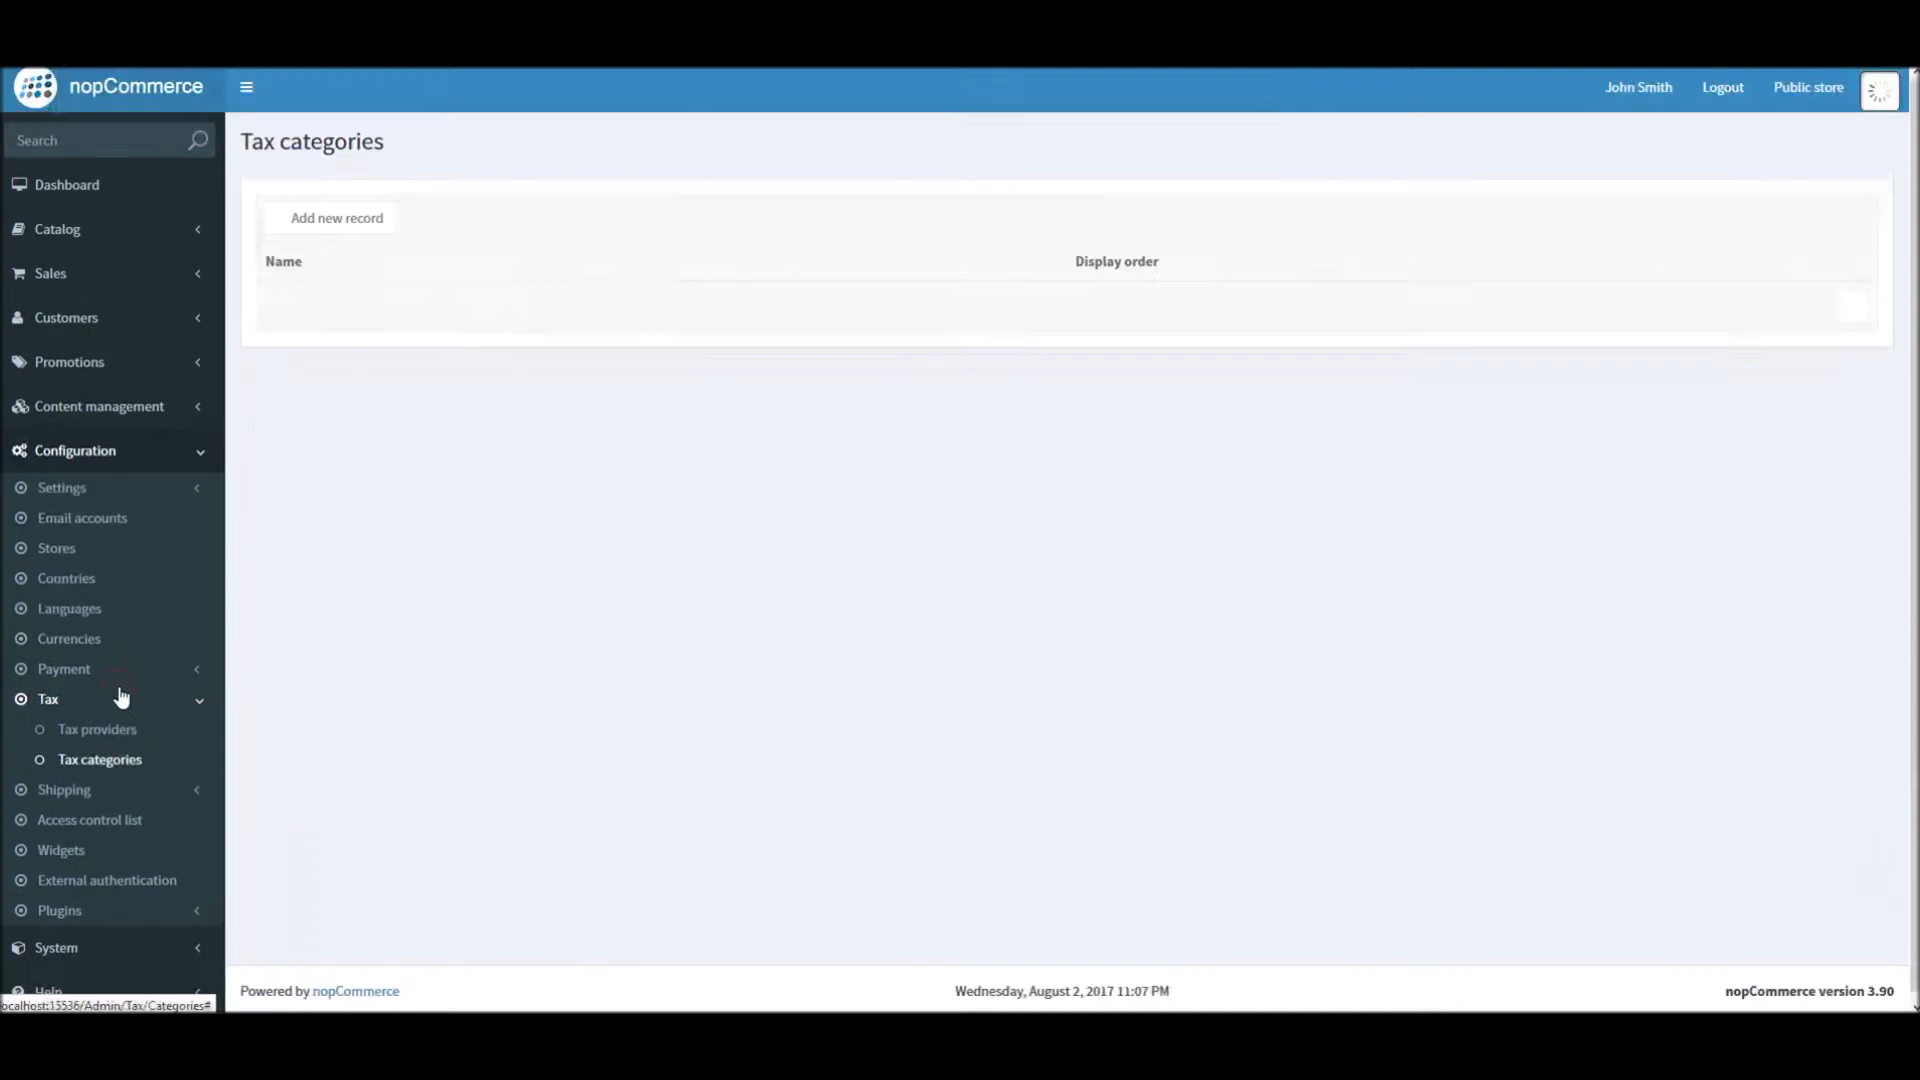 nopCommerce
John Smith Logout Public store
Search
Tax categories
Dashboard
Catalog
Add new record
Sales
Name Display order
Customers
Promotions
Content management
Configuration
Settings
Email accounts
Stores
Countries
Languages
Currencies
Payment
Tax
Tax providers
Tax categories
Shipping
Access control list
Widgets
External authentication
Plugins
System
Help
localhost:15536/Admin/Tax/Categories#
Powered by nopCommerce Wednesday, August 2, 2017 11:07 PM nopCommerce version 3.90